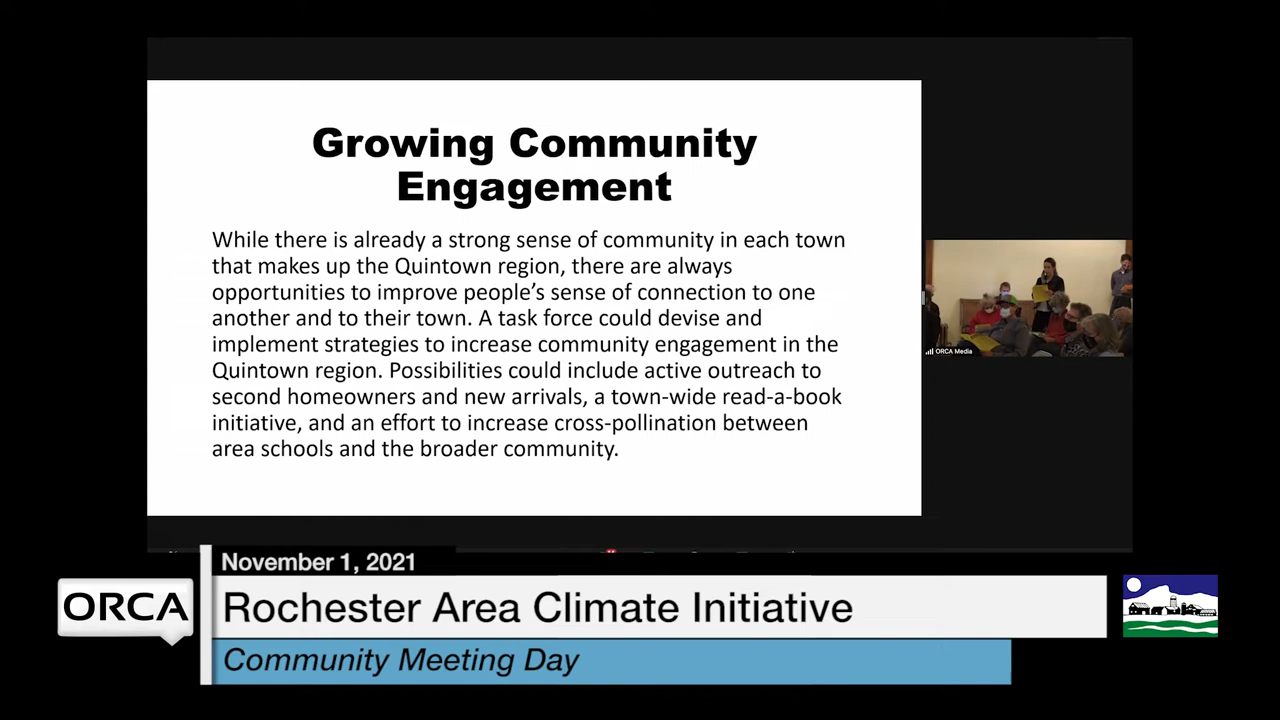 Growing Community
Engagement
While there is already a strong sense of community in each town
that makes up the Quintown region, there are always
opportunities to improve people's sense of connection to one
another and to their town. A task force could devise and
implement strategies to increase community engagement in the
Quintown region. Possibilities could include active outreach to
second homeowners and new arrivals, a town-wide read-a-book
initiative, and an effort to increase cross-pollination between
area schools and the broader community.
ORCA Media
November 1, 2021
ORCA
Rochester Area Climate Initiative
Community Meeting Day